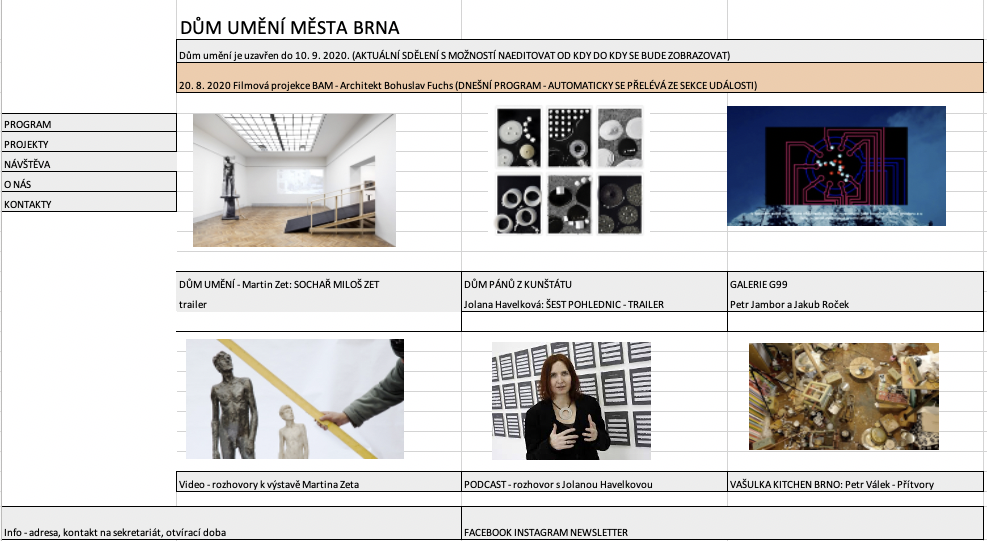 DŮM UMĚNÍ MĚSTA BRNA
Dům umění je uzavřen do 10. 9. 2020. (AKTUÁLNÍ SDĚLENÍ S MOŽNOSTÍ NAEDITOVAT OD KDY DO KDY SE BUDE ZOBRAZOVAT)
20. 8. 2020 Filmová projekce BAM - Architekt Bohuslav Fuchs (DNEŠNÍ PROGRAM - AUTOMATICKY SE PŘELÉVÁ ZE SEKCE UDÁLOSTI)
PROGRAM
PROJEKTY
NÁVŠTĚVA
O NÁS
KONTAKTY
DŮM UMĚNÍ - Martin Zet: SOCHAŘ MILOŠ ZET
trailer
DŮM PÁNŮ Z KUNŠTÁTU
Jolana Havelková: ŠEST POHLEDNIC - TRAILER
GALERIE G99
Petr Jambor a Jakub Roček
Video - rozhovory k výstavě Martina Zeta
PODCAST - rozhovor s Jolanou Havelkovou
VAŠULKA KITCHEN BRNO: Petr Válek - Přítvory
Info - adresa, kontakt na sekretariát, otvírací doba
FACEBOOK INSTAGRAM NEWSLETTER